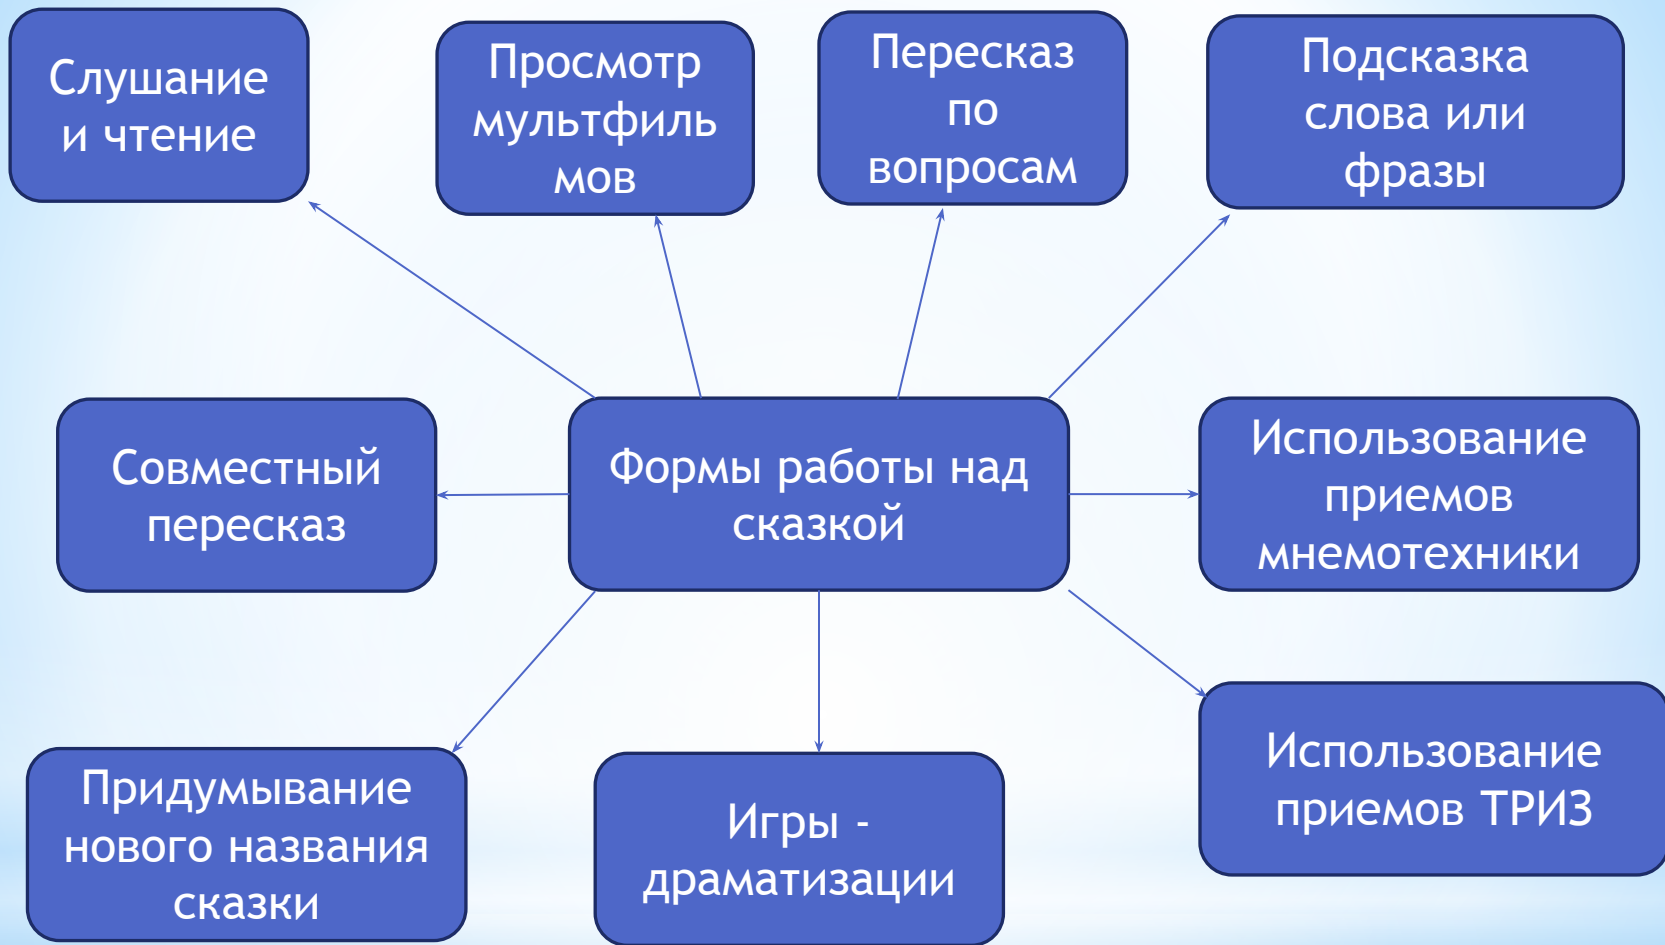 Слушание
и чтение
Просмотр
мультфиль
мов
Пересказ
по
вопросам
Подсказка
слова или
фразы
Совместный
пересказ
Формы работы над
сказкой
Использование
приемов
мнемотехники
Придумывание
нового названия
сказки
Игры -
драматизации
Использование
приемов ТРИЗ